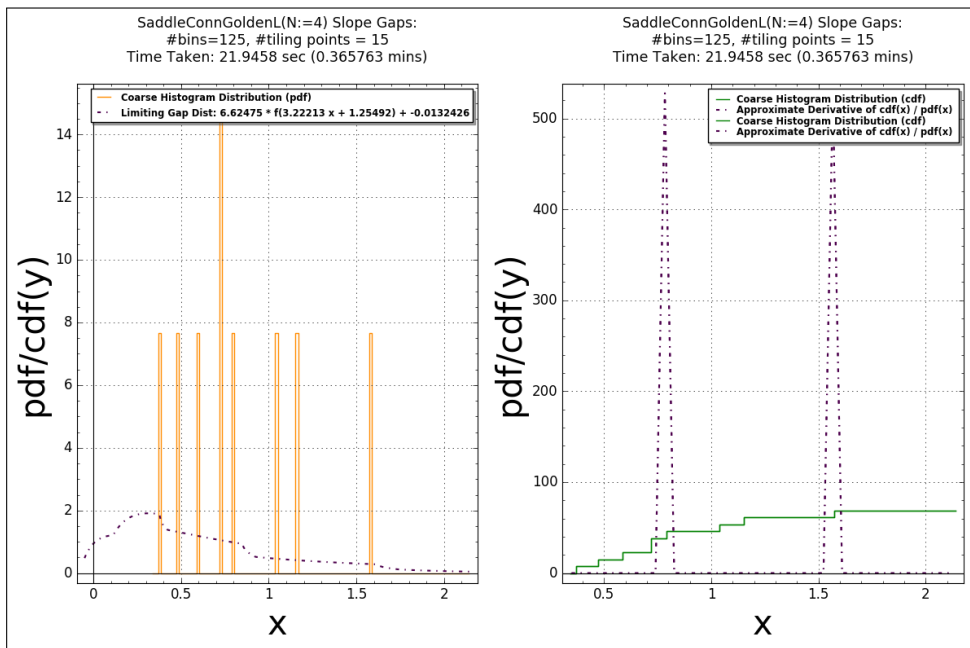 SaddleConnGoldenL(N:=4) Slope Gaps:
#bins=125, #tiling points = 15
Time Taken: 21.9458 sec (0.365763 mins)
Coarse Histogram Distribution (pdf)
Limiting Gap Dist: 6.62475 * f(3.22213 x + 1.25492) + -0.0132426
14
12
10
8
6
4
2
0
pdf/cdf(y)
0
0.5
1
1.5
2
x
SaddleConnGoldenL(N:=4) Slope Gaps:
#bins=125, #tiling points = 15
Time Taken: 21.9458 sec (0.365763 mins)
Coarse Histogram Distribution (cdf)
Approximate Derivative of cdf(x) / pdf(x)
Coarse Histogram Distribution (cdf)
Approximate Derivative of cdf(x) / pdf(x)
500
400
300
200
100
0
pdf/cdf(y)
0.5
1
1.5
2
x